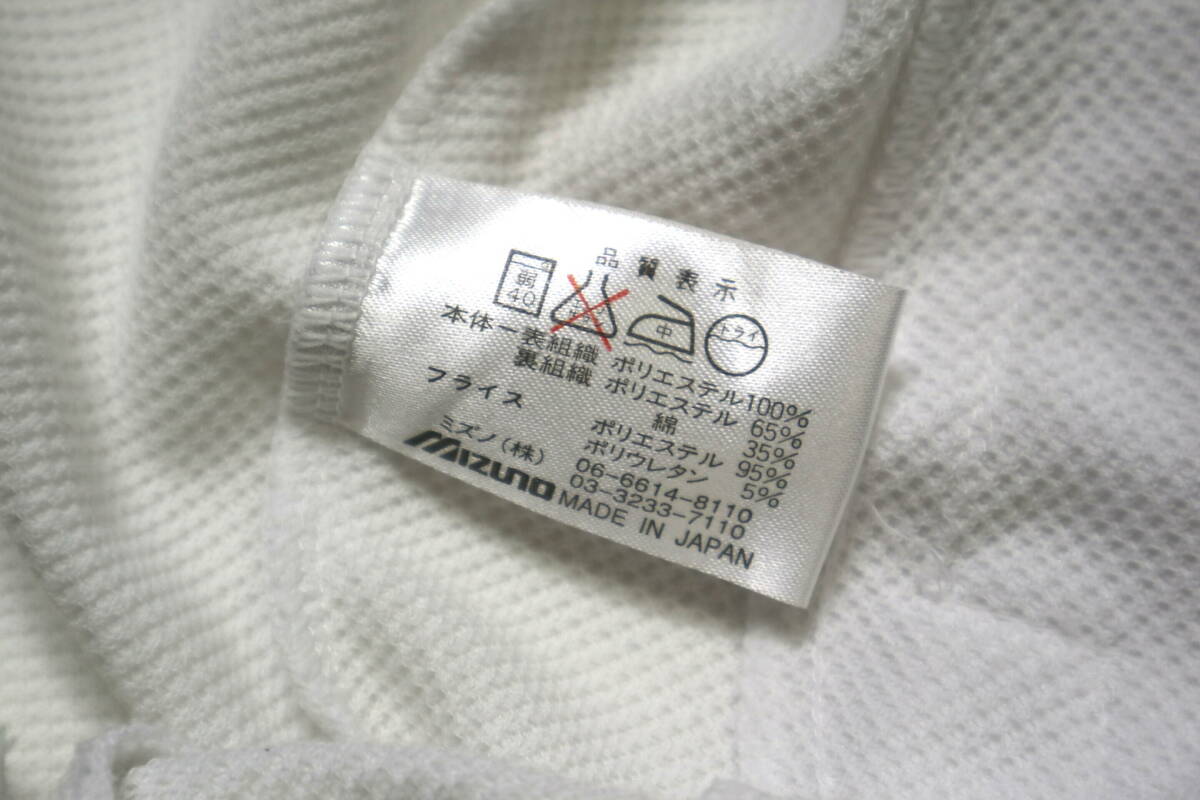 品質表示
弱 40 中 ドライ
本体－表組織 ポリエステル100%
裏組織 ポリエステル 65%
綿 35%
フライス ポリエステル 95%
ポリウレタン 5%
ミズノ(株) 06-6614-8110
03-3233-7110
MIZUNO MADE IN JAPAN